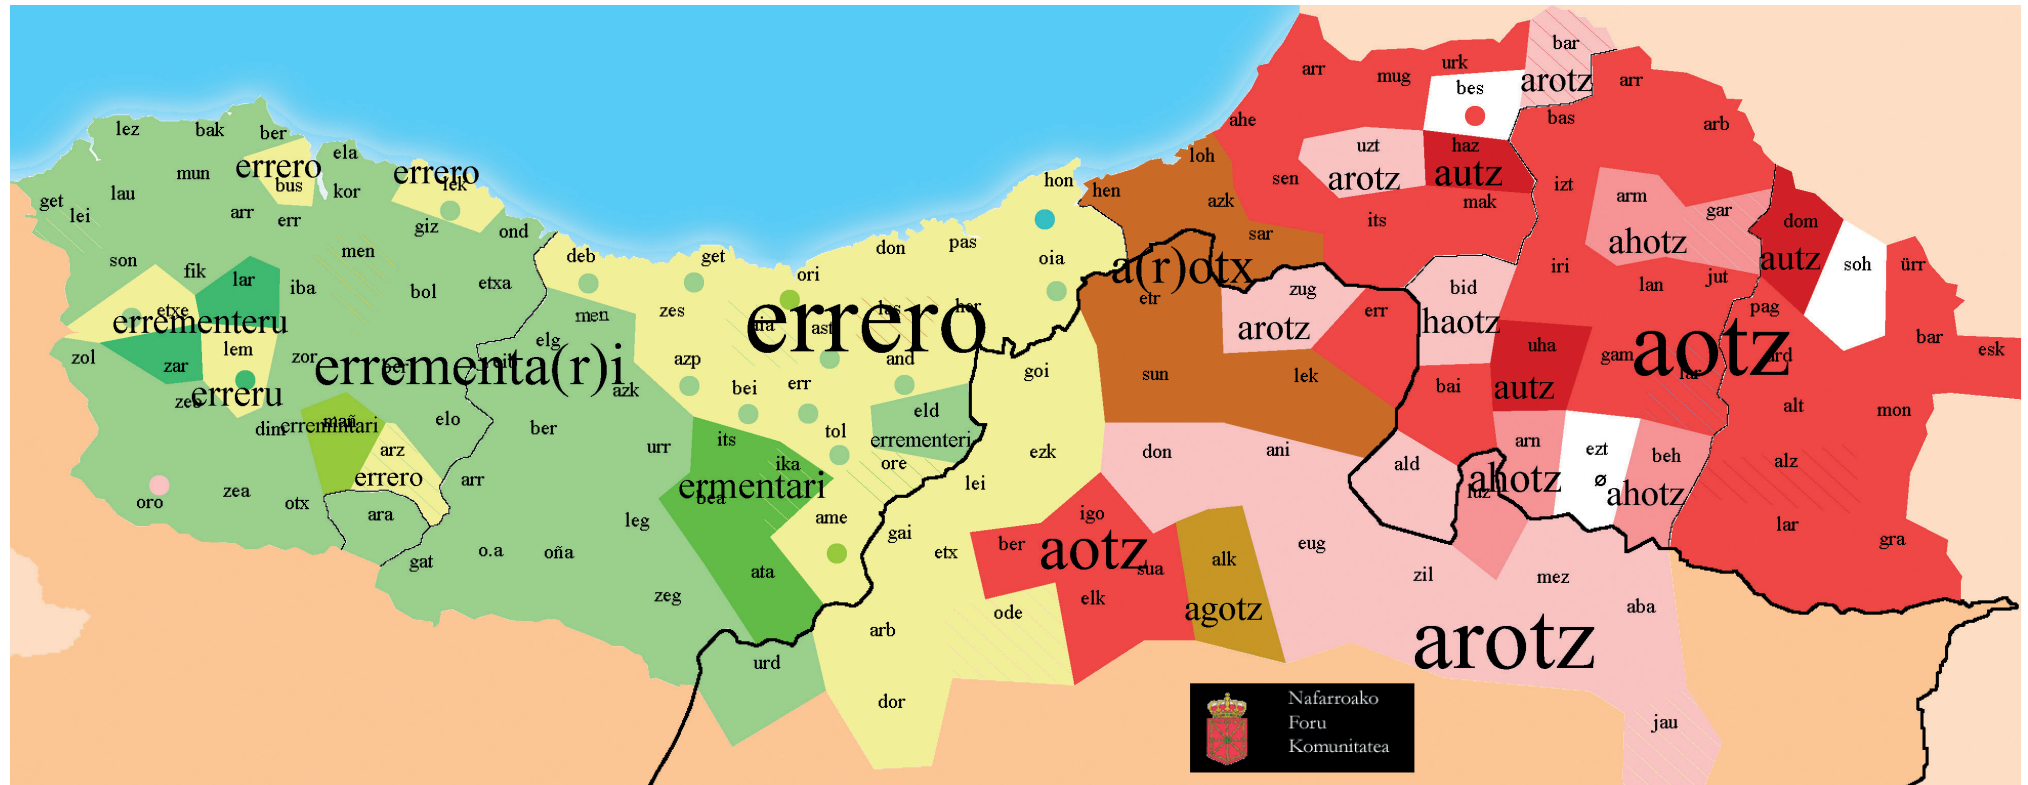 bar
urk
arr
mug
arotz
arr
bes
ahe
bas
arb
lez
bak
ber
ela
uzt
haz
loh
errero
errero
mun
bus
kor
lek
hon
hen
sen
arotz
autz
izt
arm
get
lau
lei
arr
err
giz
ond
azk
its
mak
gar
dom
son
men
deb
get
don
pas
oia
sar
ahotz
autz
soh
ürr
fik
lar
iba
bol
etxa
ori
a(r)otx
iri
lan
jut
etxe
errementeru
men
zes
errero
her
etr
zug
arotz
err
bid
haotz
pag
aotz
ast
elg
zol
zar
lem
zor
errementa(r)i
azk
azp
and
goi
sun
lek
uha
gam
bar
esk
erreru
bei
err
bai
autz
alt
mon
dim
erremintari
elo
ber
eld
arz
errero
urr
its
tol
errementeri
ezk
don
ani
arn
ezt
beh
zea
oro
otx
arr
ika
ermentari
bea
ore
lei
ald
ahotz
ø
ahotz
alz
ara
leg
ame
gai
igo
lar
gat
o.a
oña
etx
ber
aotz
sua
alk
eug
gra
ata
zeg
elk
agotz
zil
mez
aba
ode
arb
arotz
urd
dor
jau
Nafarroako
Foru
Komunitatea